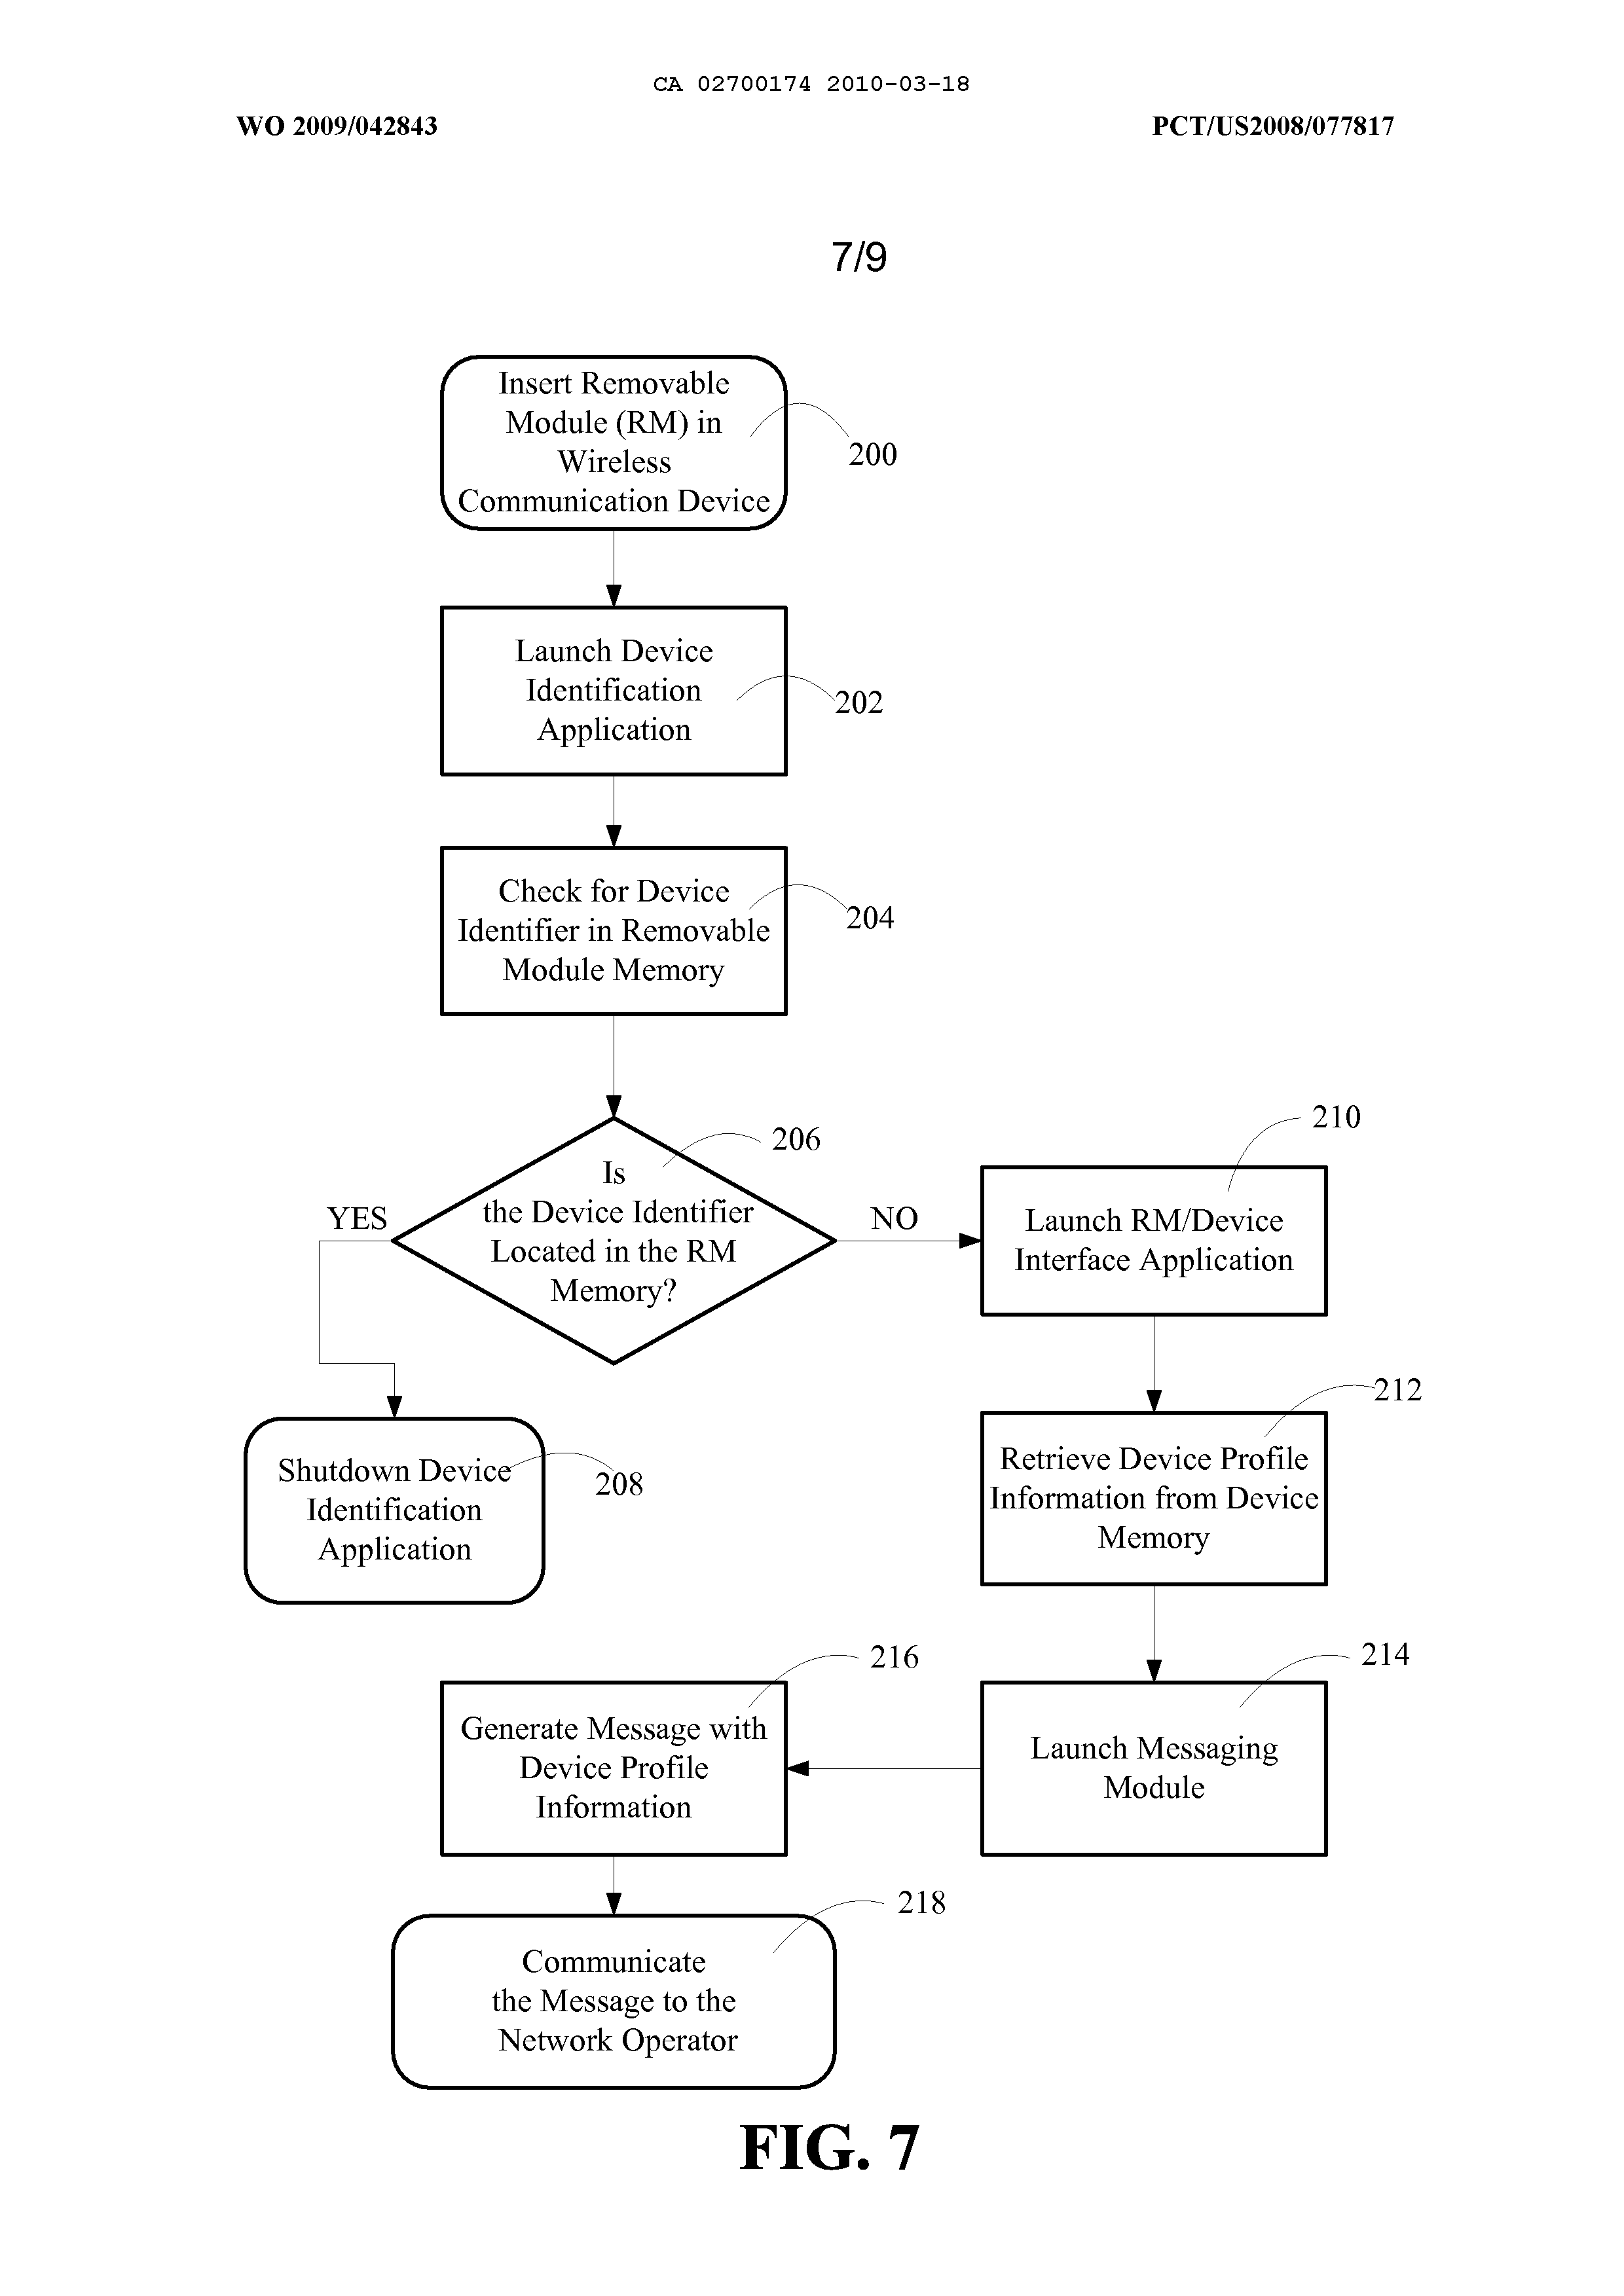 CA 02700174 2010-03-18
WO 2009/042843
PCT/US2008/077817
7/9
Insert Removable
Module (RM) in
Wireless
Communication Device
200
Launch Device
Identification
Application
202
Check for Device
Identifier in Removable
Module Memory
204
206
Is
the Device Identifier
Located in the RM
Memory?
YES
NO
210
Launch RM/Device
Interface Application
Shutdown Device
Identification
Application
208
212
Retrieve Device Profile
Information from Device
Memory
214
Launch Messaging
Module
216
Generate Message with
Device Profile
Information
218
Communicate
the Message to the
Network Operator
FIG. 7